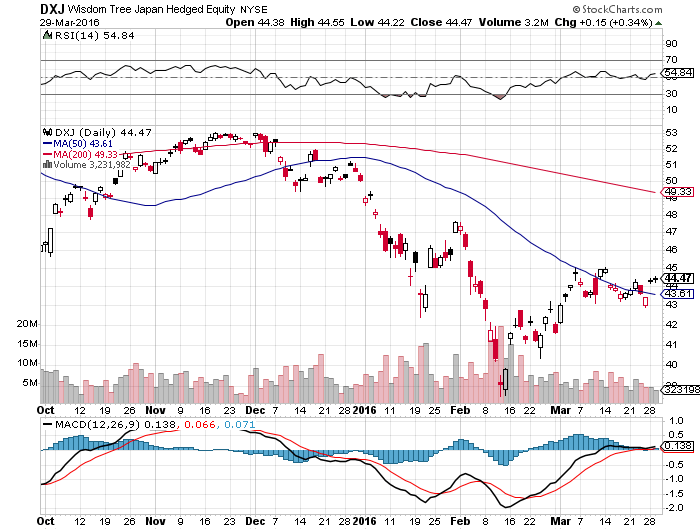 DXJ Wisdom Tree Japan Hedged Equity NYSE © StockCharts.com
29-Mar-2016 Open 44.38 High 44.55 Low 44.22 Close 44.47 Volume 3.2M Chg +0.15 (+0.34%)
RSI(14) 54.84
90
70
54.84
50
30
10
DXJ (Daily) 44.47
MA(50) 43.61
MA(200) 49.33
Volume 3,231,982
53
52
51
50
49.33
49
48
47
46
45
44.47
43.61
43
42
41
40
39
3231982
20M
15M
10M
5M
Oct 12 19 26 Nov 9 16 23 Dec 7 14 21 28 2016 11 19 25 Feb 8 16 22 Mar 7 14 21 28
MACD(12,26,9) 0.138, 0.066, 0.071
1.0
0.5
0.138
-0.5
-1.0
-1.5
-2.0
Oct 12 19 26 Nov 9 16 23 Dec 7 14 21 28 2016 11 19 25 Feb 8 16 22 Mar 7 14 21 28